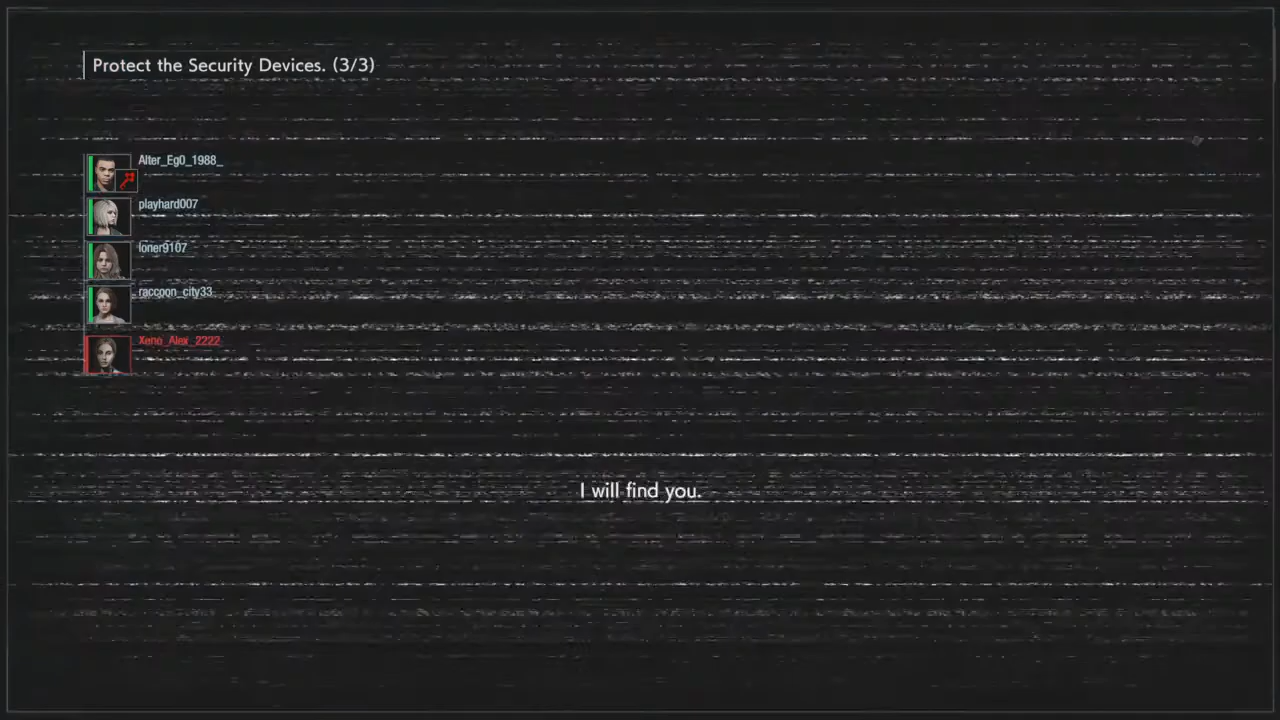 Protect the Security Devices. (3/3)
Alter_Eg0_1988_
playhard007
loner9107
raccoon_city33
Xeno_Alex_2222
I will find you.